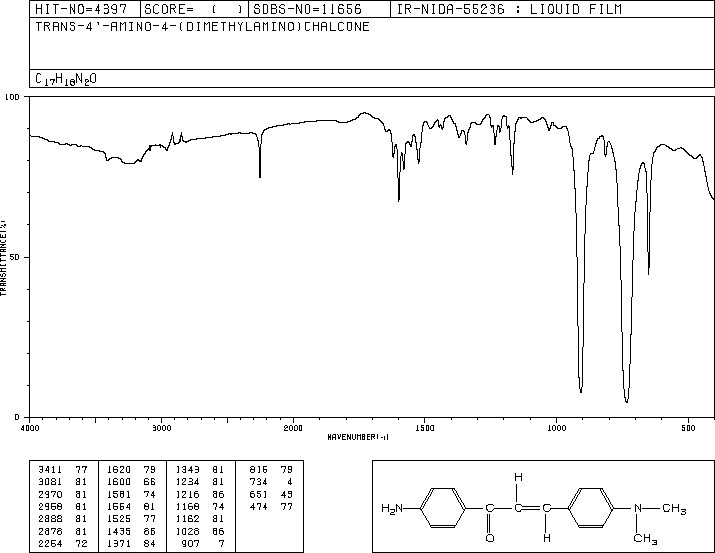 HIT-NO=4397 SCORE= ( ) SDBS-NO=11656 IR-NIDA-55236 : LIQUID FILM
TRANS-4'-AMINO-4-(DIMETHYLAMINO)CHALCONE
C17H18N2O
100
50
0
TRANSMITTANCE(%)
4000 3000 2000 1500 1000 500
WAVENUMBER(-1)
3411 77 1620 79 1343 81 816 79
3081 81 1600 66 1234 81 734 4
2970 81 1581 74 1216 86 651 43
2958 81 1554 81 1168 74 474 77
2888 81 1525 77 1162 81
2876 81 1435 86 1028 86
2254 72 1371 84 907 7
H2N
O
H
H
N
CH3
CH3